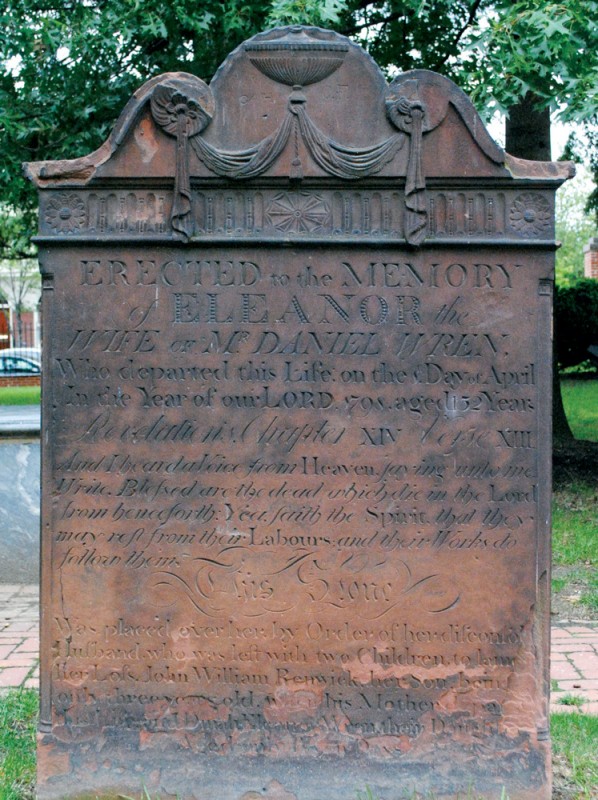 ERECTED to the MEMORY
of ELEANOR the
WIFE OF Mr DANIEL WREN,
Who departed this Life, on the Day of April
In the Year of our LORD 1798, aged 32 Years
Revelations, Chapter XIV Verse XIII
And I heard a Voice from Heaven, saying unto me
Write, Blessed are the dead which die in the Lord
from henceforth: Yea, saith the Spirit, that they
may rest from their Labours, and their Works do
follow them.
This Stone
Was placed over her, by Order of her
Husband, who was left with two Children, to
Her Loss. John William Renwick, her Son, being
only three years old, when his Mother
their